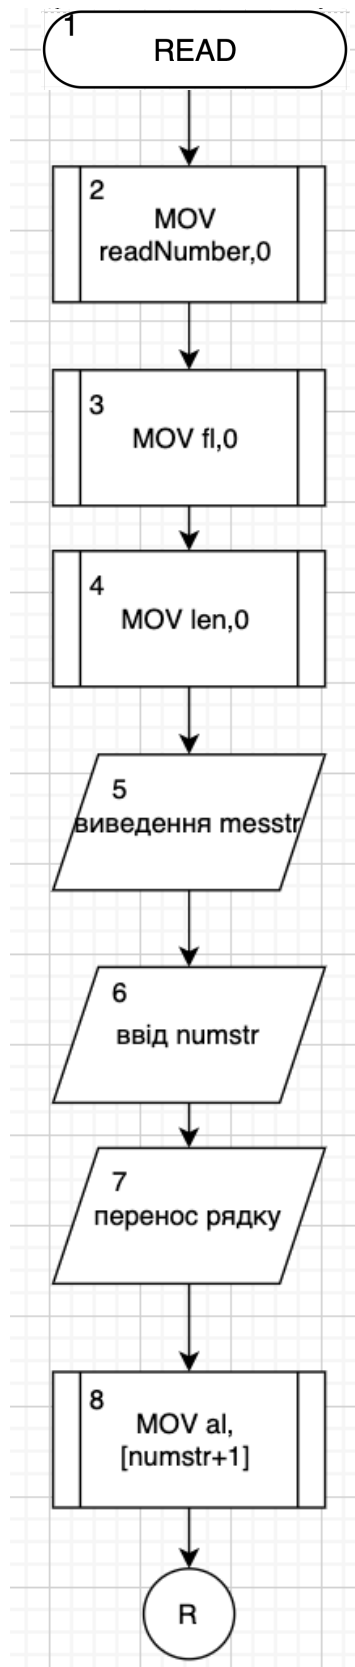 1
READ
2
MOV
readNumber,0
3
MOV fl,0
4
MOV len,0
5
виведення messtr
6
ввід numstr
7
перенос рядку
8
MOV al,
[numstr+1]
R